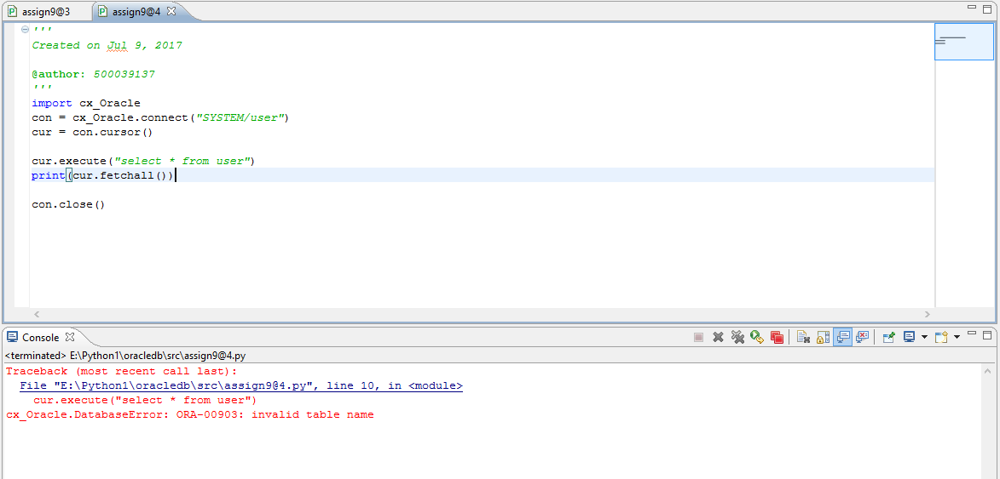 assign9@3 assign9@4
'''
Created on Jul 9, 2017
@author: 500039137
'''
import cx_Oracle
con = cx_Oracle.connect("SYSTEM/user")
cur = con.cursor()
cur.execute("select * from user")
print(cur.fetchall())
con.close()
Console
<terminated> E:\Python1\oracledb\src\assign9@4.py
Traceback (most recent call last):
File "E:\Python1\oracledb\src\assign9@4.py", line 10, in <module>
cur.execute("select * from user")
cx_Oracle.DatabaseError: ORA-00903: invalid table name